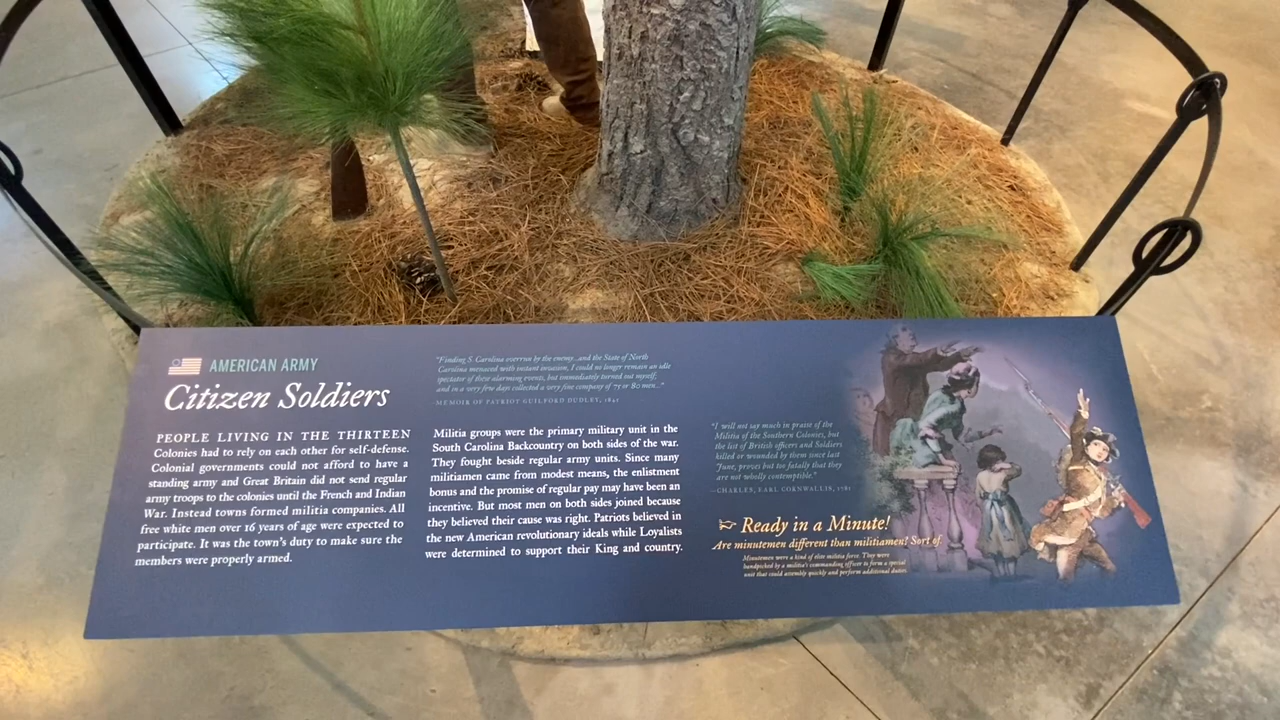 AMERICAN ARMY
Citizen Soldiers
PEOPLE LIVING IN THE THIRTEEN
Colonies had to rely on each other for self-defense.
Colonial governments could not afford to have a
standing army and Great Britain did not send regular
army troops to the colonies until the French and Indian
War. Instead towns formed militia companies. All
free white men over 16 years of age were expected to
participate. It was the town's duty to make sure the
members were properly armed.
"Finding S. Carolina overrun by the enemy...and the State of North
Carolina menaced with instant invasion, I could no longer remain an idle
spectator of these alarming events, but immediately turned out myself,
and in a very few days collected a very fine company of 75 or 80 men..."
MEMOIR OF PATRIOT GUILFORD DUDLEY,
Militia groups were the primary military unit in the
South Carolina Backcountry on both sides of the war.
They fought beside regular army units. Since many
militiamen came from modest means, the enlistment
bonus and the promise of regular pay may have been an
incentive. But most men on both sides joined because
they believed their cause was right. Patriots believed in
the new American revolutionary ideals while Loyalists
were determined to support their King and country.
"I will not say much in praise of the
Militia of the Southern Colonies, but
the list of British officers and Soldiers
killed or wounded by them since last
June, proves but too fatally that they
are not wholly contemptible."
—CHARLES, EARL CORNWALLIS, 1781
Ready in a Minute!
Are minutemen different than militiamen? Sort of.
Minutemen were a kind of elite militia force. They were
handpicked by a militia's commanding officer to form a special
unit that could assembly quickly and perform additional duties.